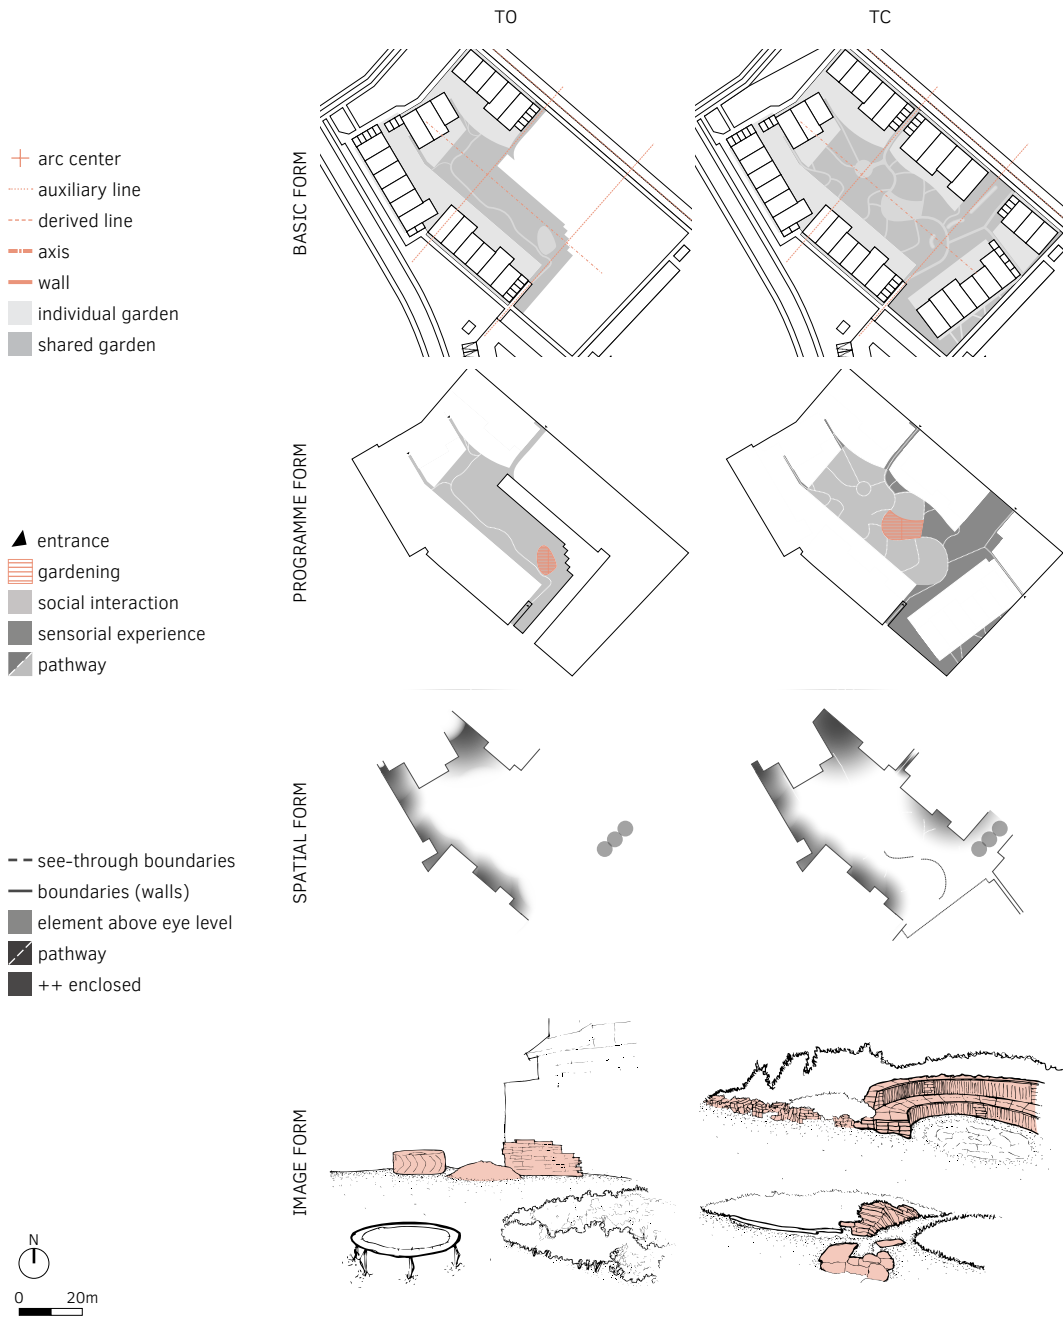 TO
TC
BASIC FORM
arc center
auxiliary line
derived line
axis
wall
individual garden
shared garden
PROGRAMME FORM
entrance
gardening
social interaction
sensorial experience
pathway
SPATIAL FORM
see-through boundaries
boundaries (walls)
element above eye level
pathway
++ enclosed
IMAGE FORM
N
0 20m